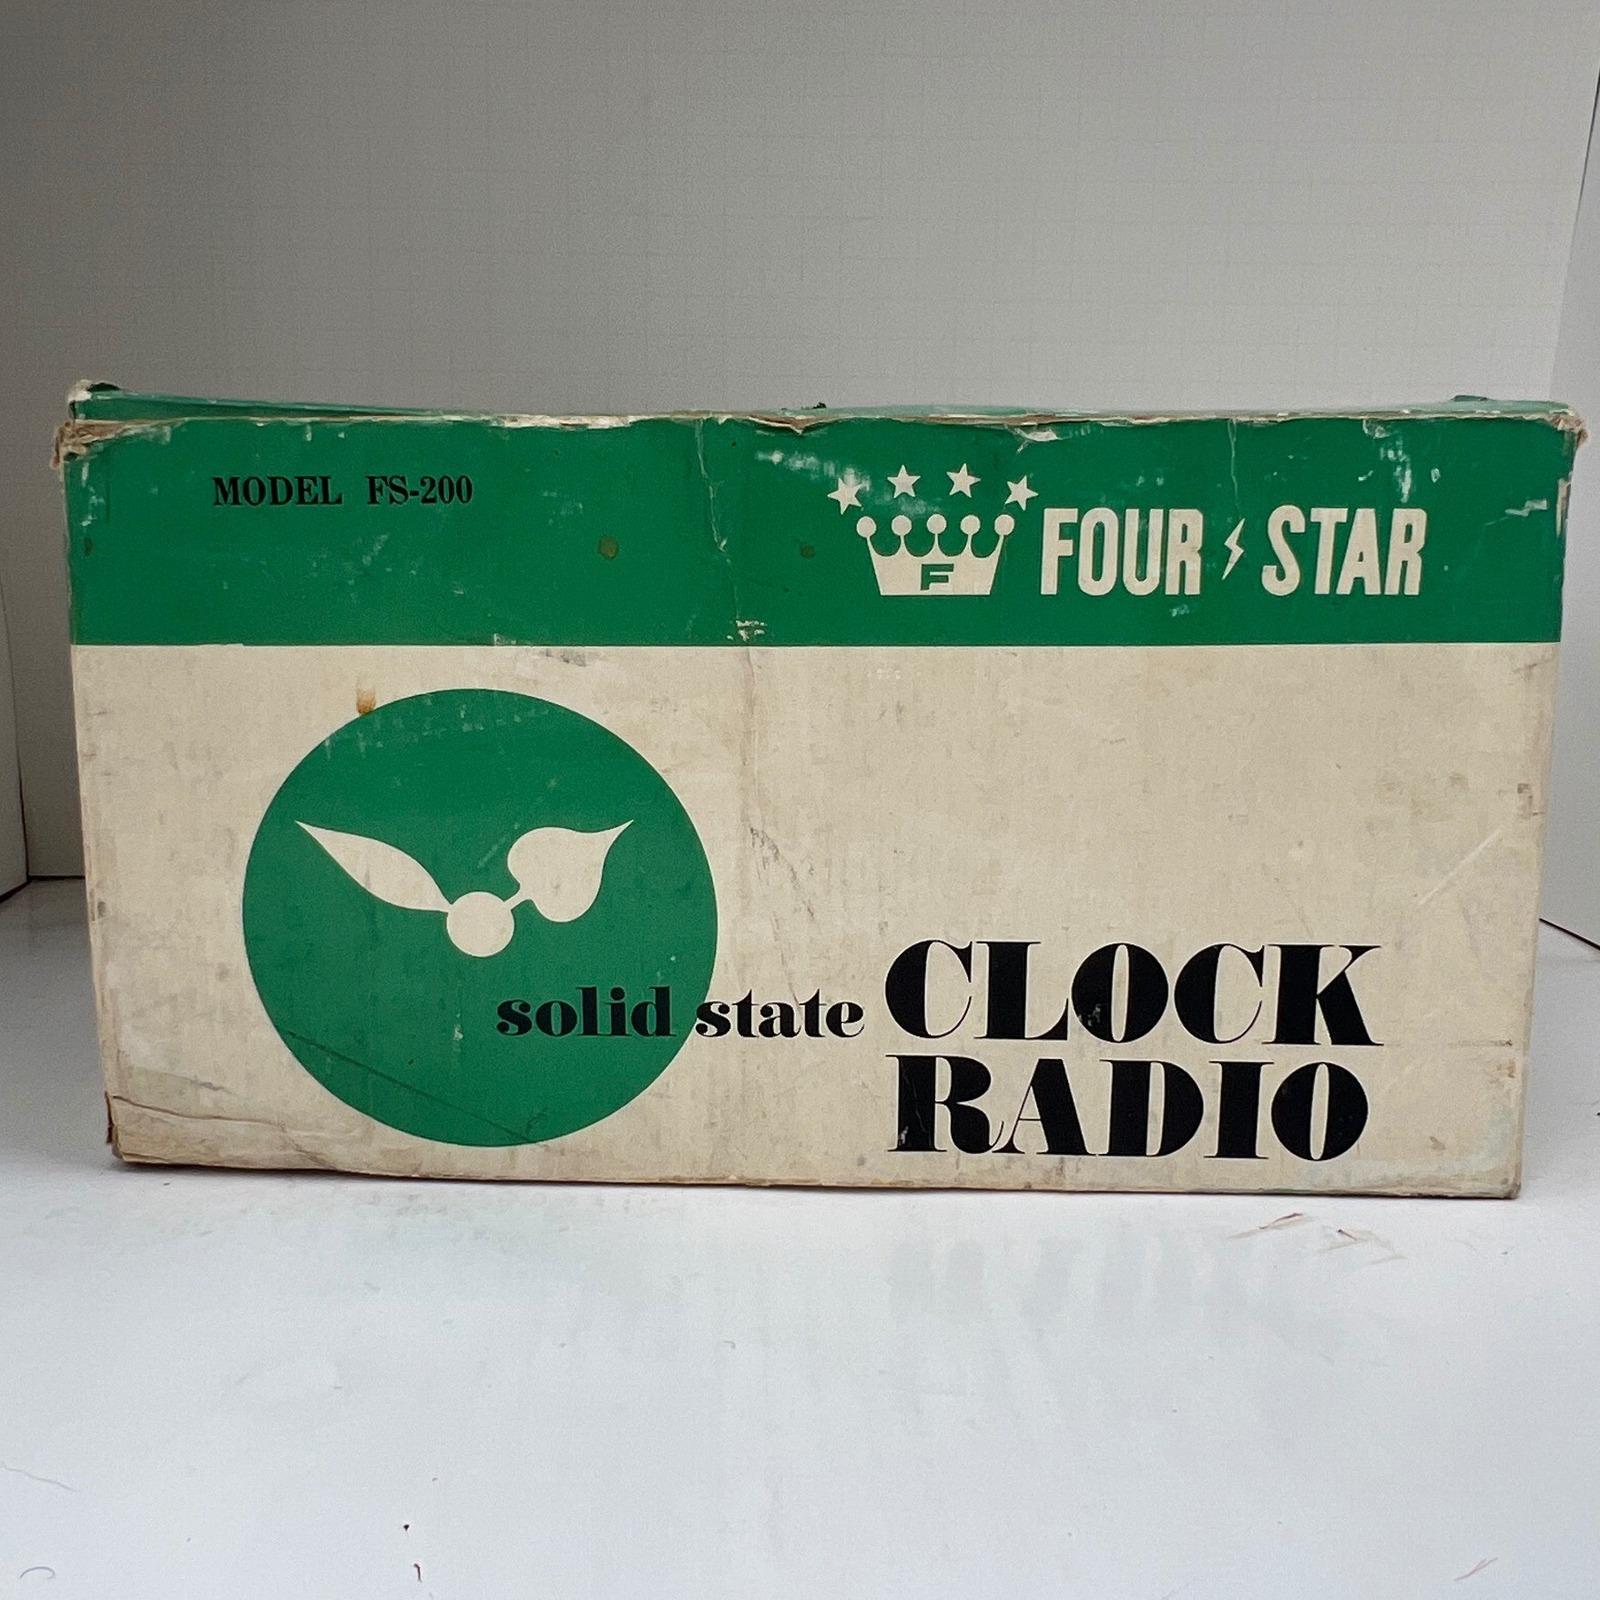 MODEL FS-200
F
FOUR STAR
solid state CLOCK
RADIO